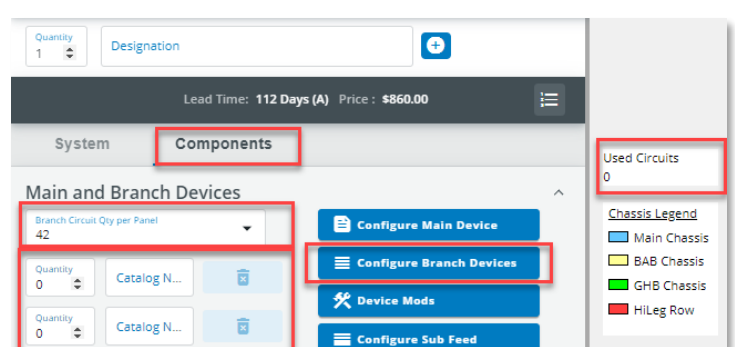 Quantity
1
Designation
Lead Time: 112 Days (A) Price : $860.00
System
Components
Main and Branch Devices
Branch Circuit Qty per Panel
42
Configure Main Device
Quantity
0
Catalog N...
Configure Branch Devices
Device Mods
Quantity
0
Catalog N...
Configure Sub Feed
Used Circuits
0
Chassis Legend
Main Chassis
BAB Chassis
GHB Chassis
HiLeg Row